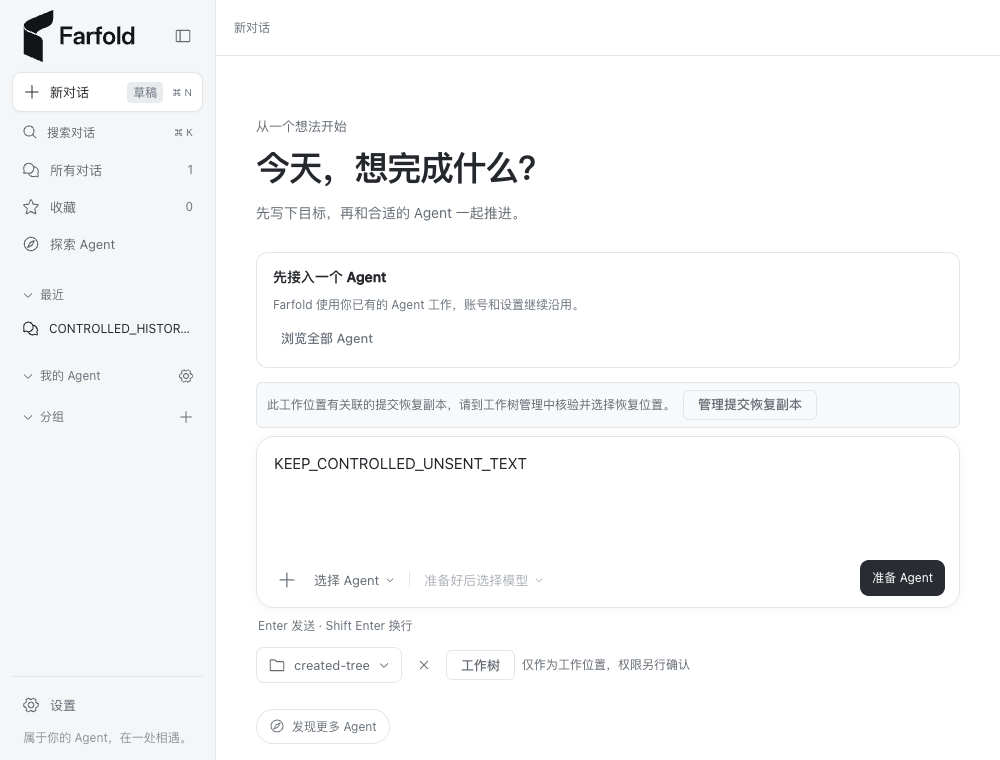 Farfold
新对话 草稿 ⌘ N
搜索对话 ⌘ K
所有对话 1
收藏 0
探索 Agent
最近
CONTROLLED_HISTOR...
我的 Agent
分组
设置
属于你的 Agent，在一处相遇。
新对话
从一个想法开始
今天，想完成什么?
先写下目标，再和合适的 Agent 一起推进。
先接入一个 Agent
Farfold 使用你已有的 Agent 工作，账号和设置继续沿用。
浏览全部 Agent
此工作位置有关联的提交恢复副本，请到工作树管理中核验并选择恢复位置。 管理提交恢复副本
KEEP_CONTROLLED_UNSENT_TEXT
选择 Agent 准备好后选择模型 准备 Agent
Enter 发送 · Shift Enter 换行
created-tree 工作树 仅作为工作位置，权限另行确认
发现更多 Agent